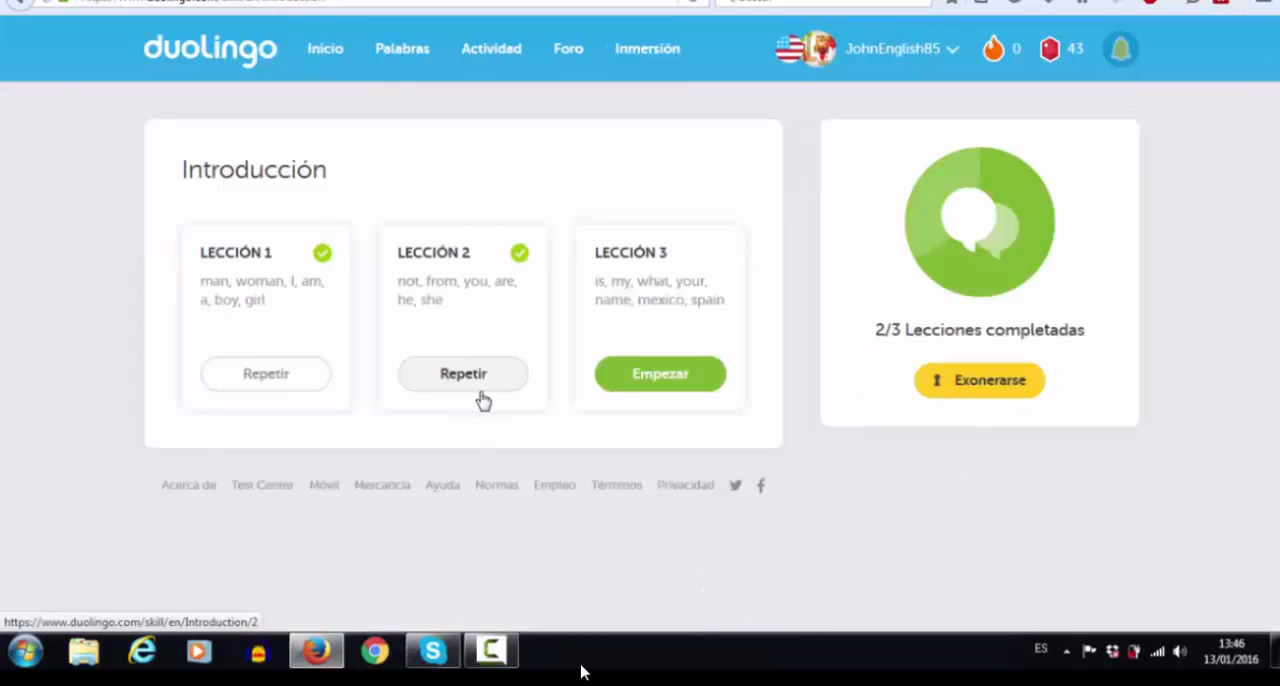 duolingo
Inicio Palabras Actividad Foro Inmersión JohnEnglish85 0 43
Introducción
LECCIÓN 1
man, woman, I, am,
a, boy, girl
Repetir
LECCIÓN 2
not, from, you, are,
he, she
Repetir
LECCIÓN 3
is, my, what, your,
name, mexico, spain
Empezar
2/3 Lecciones completadas
Exonerarse
Acerca de Test Center Móvil Mercancía Ayuda Normas Empleo Términos Privacidad
https://www.duolingo.com/skill/en/Introduction/2
ES
13:46
13/01/2016